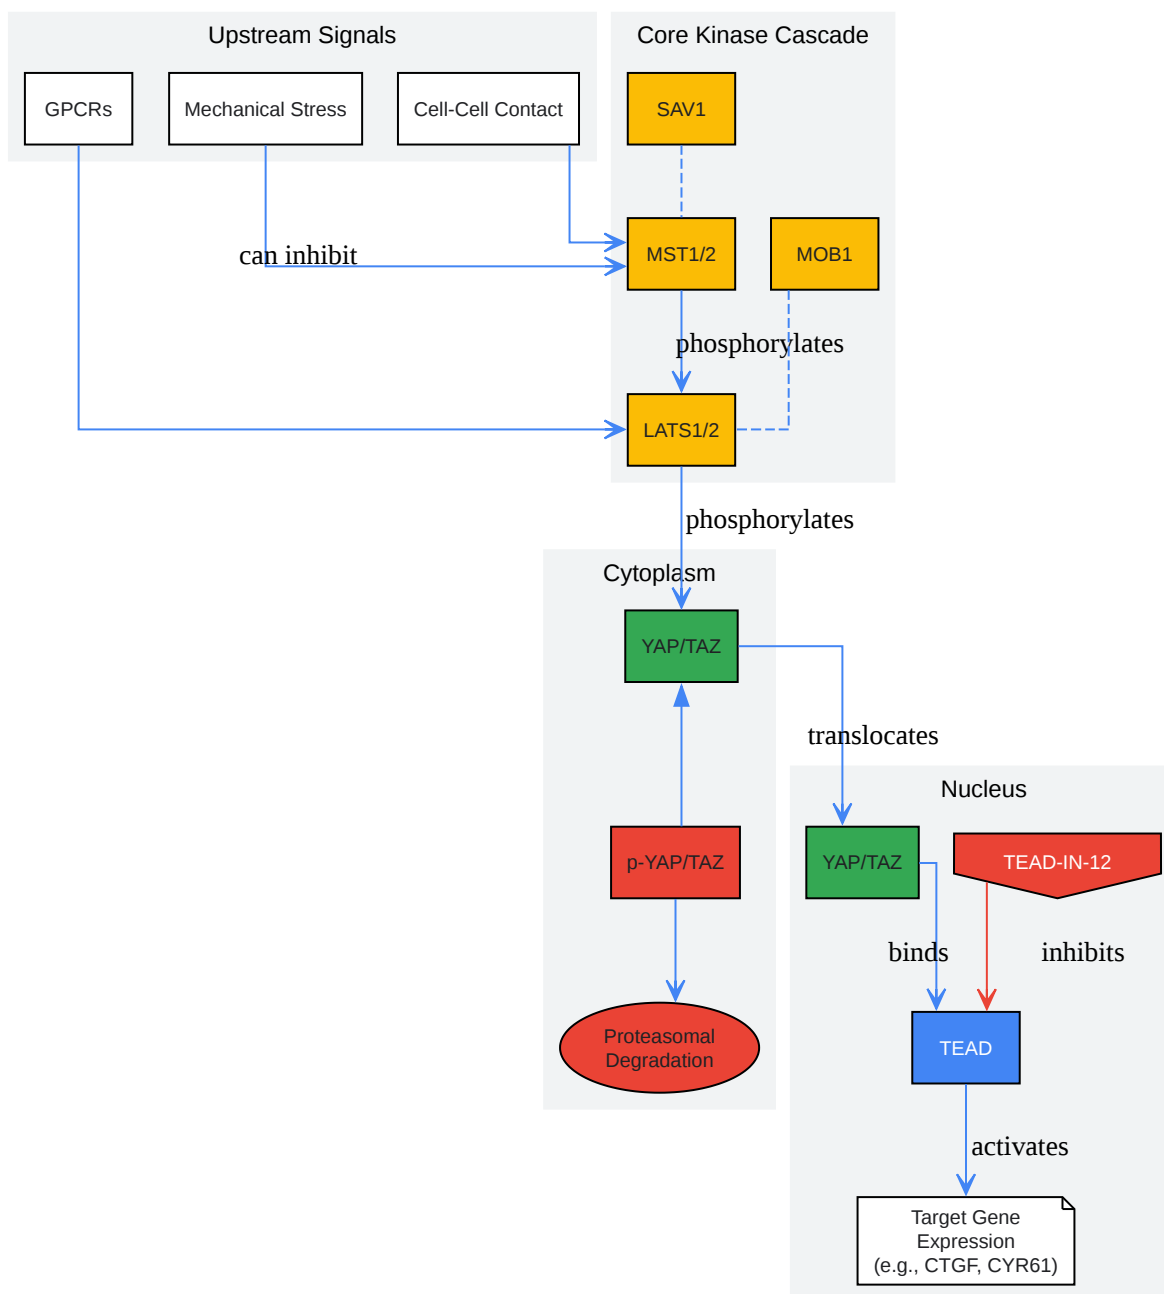 Upstream Signals
Core Kinase Cascade
GPCRs
Mechanical Stress
Cell-Cell Contact
SAV1
can inhibit
MST1/2
MOB1
phosphorylates
LATS1/2
phosphorylates
Cytoplasm
YAP/TAZ
translocates
Nucleus
p-YAP/TAZ
YAP/TAZ
TEAD-IN-12
binds
inhibits
Proteasomal
Degradation
TEAD
activates
Target Gene
Expression
(e.g., CTGF, CYR61)